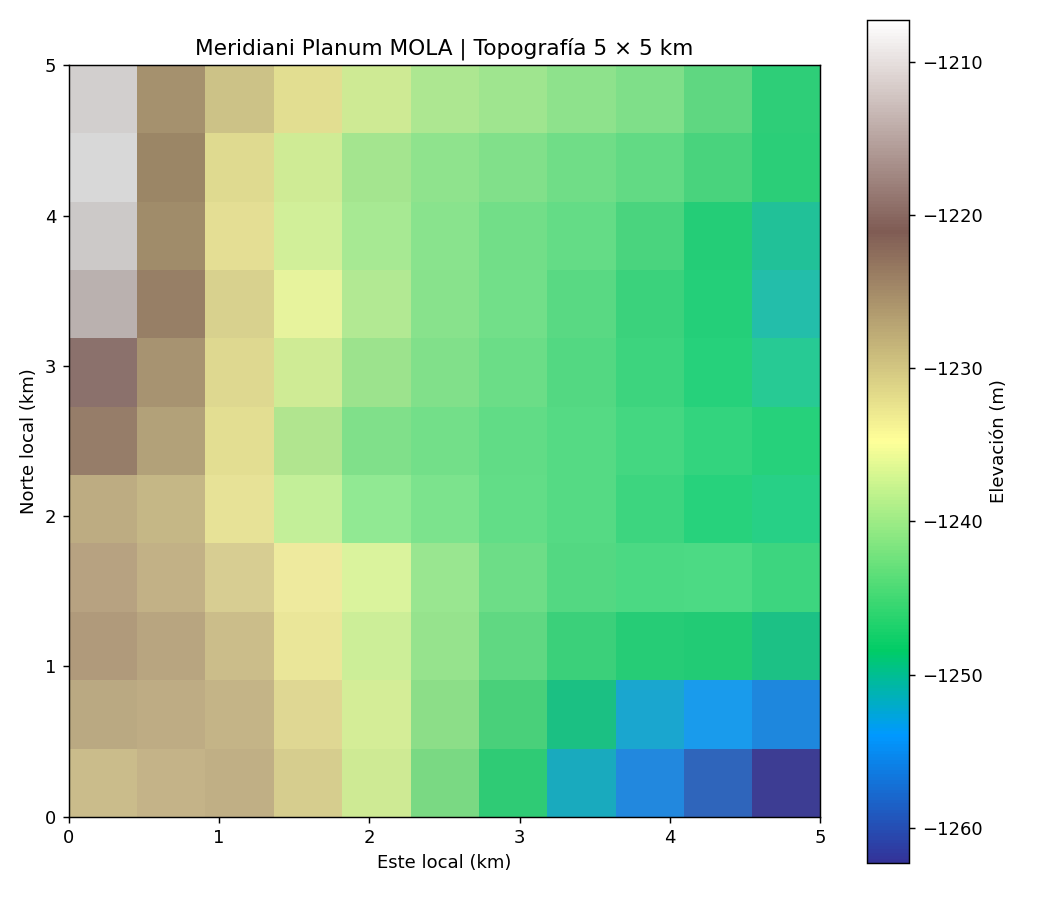 Meridiani Planum MOLA | Topografía 5 × 5 km
5
4
3
2
1
0
Norte local (km)
0 1 2 3 4 5
Este local (km)
−1210
−1220
−1230
−1240
−1250
−1260
Elevación (m)